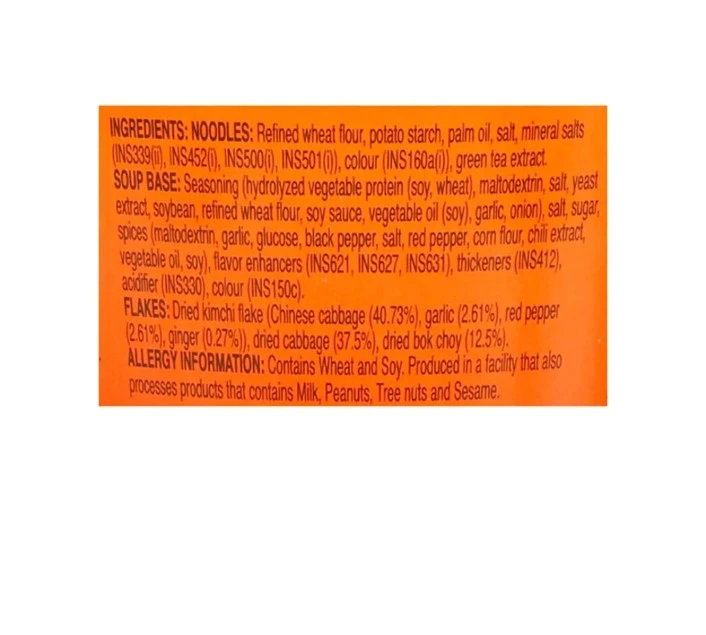 INGREDIENTS: NOODLES: Refined wheat flour, potato starch, palm oil, salt, mineral salts
(INS339(ii), INS452(i), INS500(i), INS501(i)), colour (INS160a(i)), green tea extract.
SOUP BASE: Seasoning (hydrolyzed vegetable protein (soy, wheat), maltodextrin, salt, yeast
extract, soybean, refined wheat flour, soy sauce, vegetable oil (soy), garlic, onion), salt, sugar,
spices (maltodextrin, garlic, glucose, black pepper, salt, red pepper, corn flour, chili extract,
vegetable oil, soy), flavor enhancers (INS621, INS627, INS631), thickeners (INS412),
acidifier (INS330), colour (INS150c).
FLAKES: Dried kimchi flake (Chinese cabbage (40.73%), garlic (2.61%), red pepper
(2.61%), ginger (0.27%)), dried cabbage (37.5%), dried bok choy (12.5%).
ALLERGY INFORMATION: Contains Wheat and Soy. Produced in a facility that also
processes products that contains Milk, Peanuts, Tree nuts and Sesame.